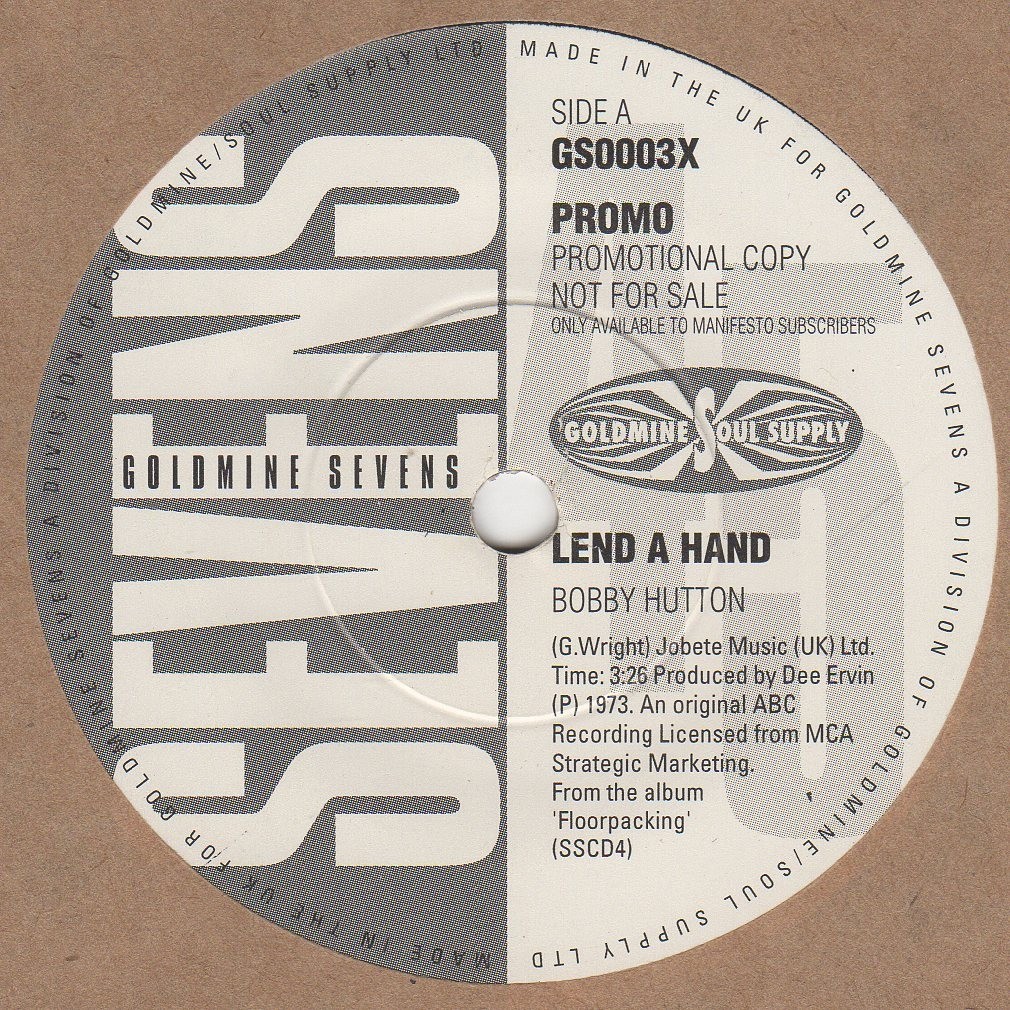 SEVENS
GOLDMINE SEVENS
SIDE A
GS0003X
PROMO
PROMOTIONAL COPY
NOT FOR SALE
ONLY AVAILABLE TO MANIFESTO SUBSCRIBERS
GOLDMINE SOUL SUPPLY
LEND A HAND
BOBBY HUTTON
(G.Wright) Jobete Music (UK) Ltd.
Time: 3:26 Produced by Dee Ervin
(P) 1973. An original ABC
Recording Licensed from MCA
Strategic Marketing.
From the album
'Floorpacking'
(SSCD4)
MADE IN THE UK FOR GOLDMINE SEVENS A DIVISION OF GOLDMINE/SOUL SUPPLY LTD
MADE IN THE UK FOR GOLDMINE SEVENS A DIVISION OF GOLDMINE/SOUL SUPPLY LTD